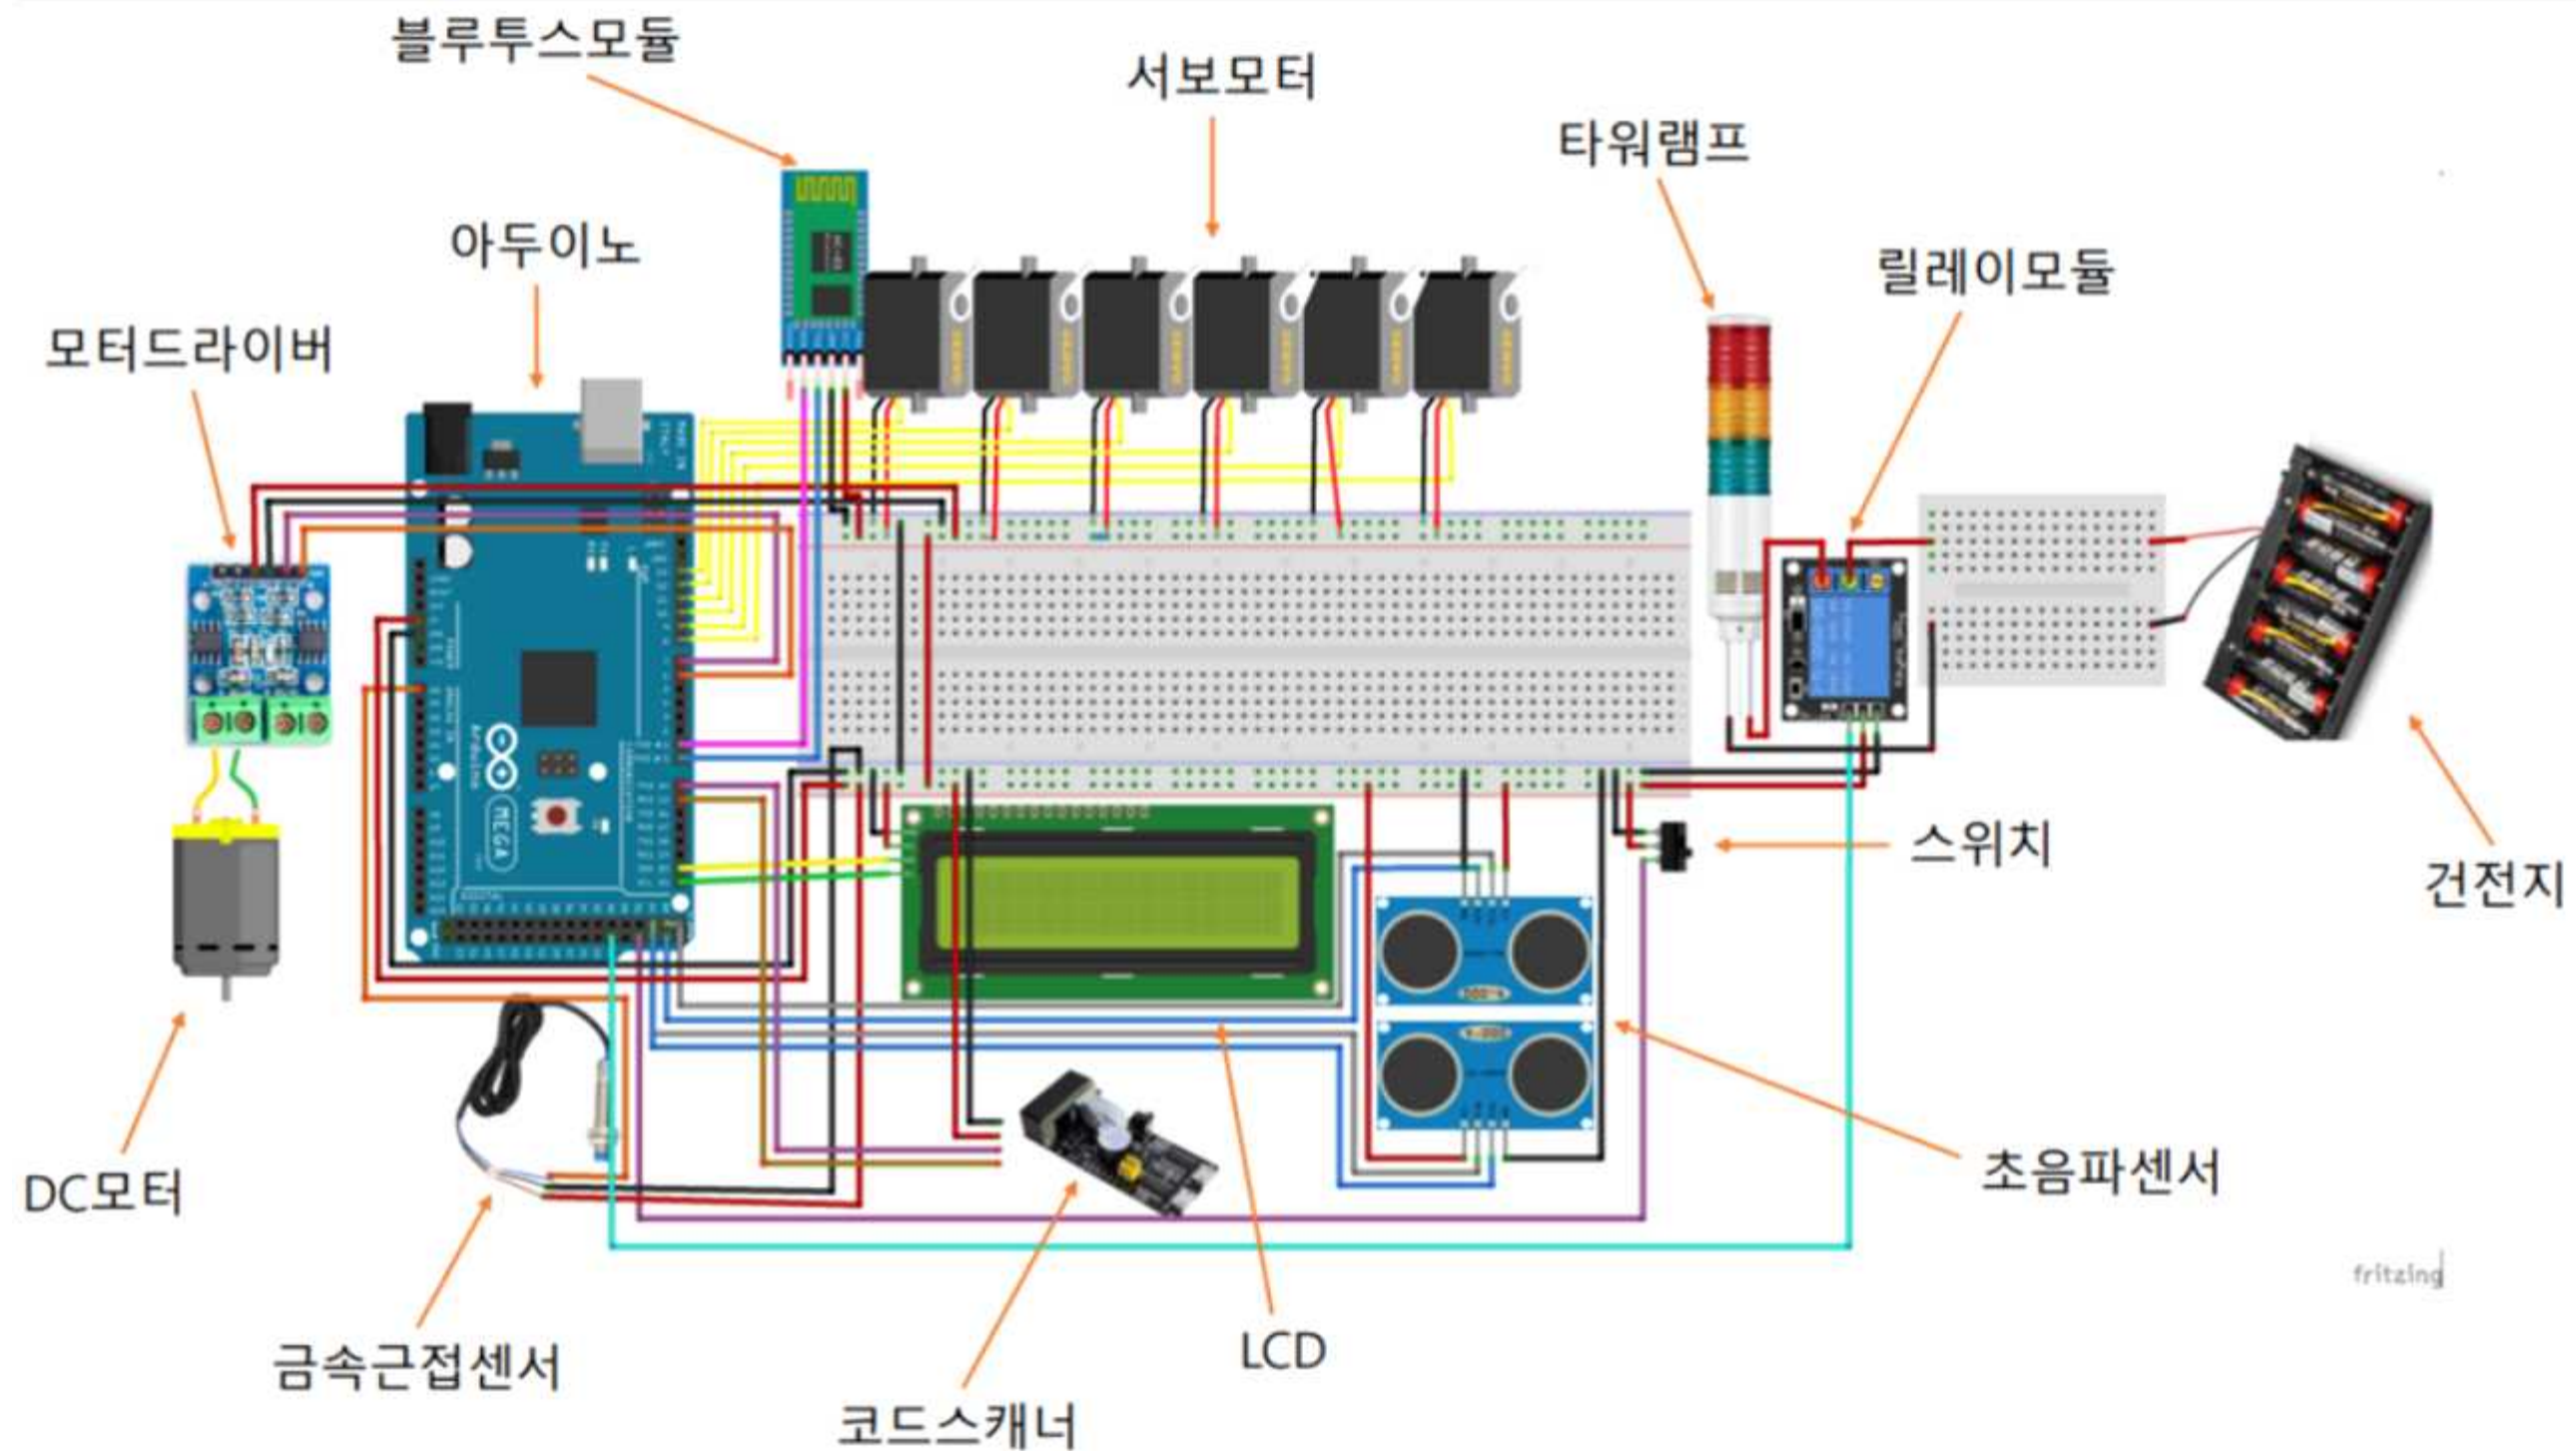 블루투스모듈
서보모터
타워램프
아두이노
릴레이모듈
모터드라이버
MEGA
스위치
건전지
DC모터
초음파센서
금속근접센서
LCD
코드스캐너
fritzing